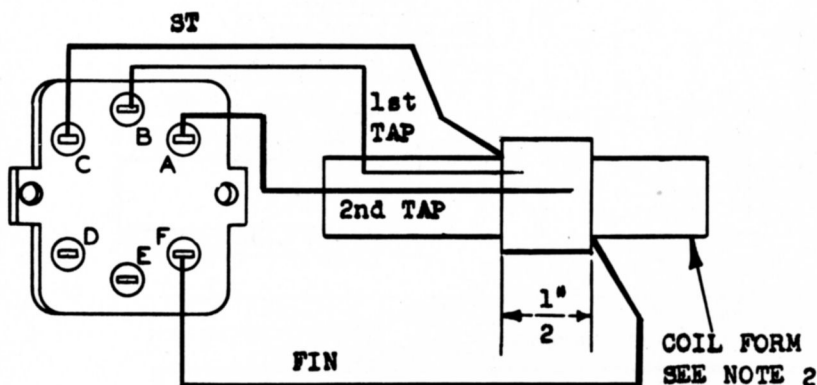 ST
B
1st
TAP
C
A
2nd TAP
D
E
F
1"
2
FIN
COIL FORM
SEE NOTE 2